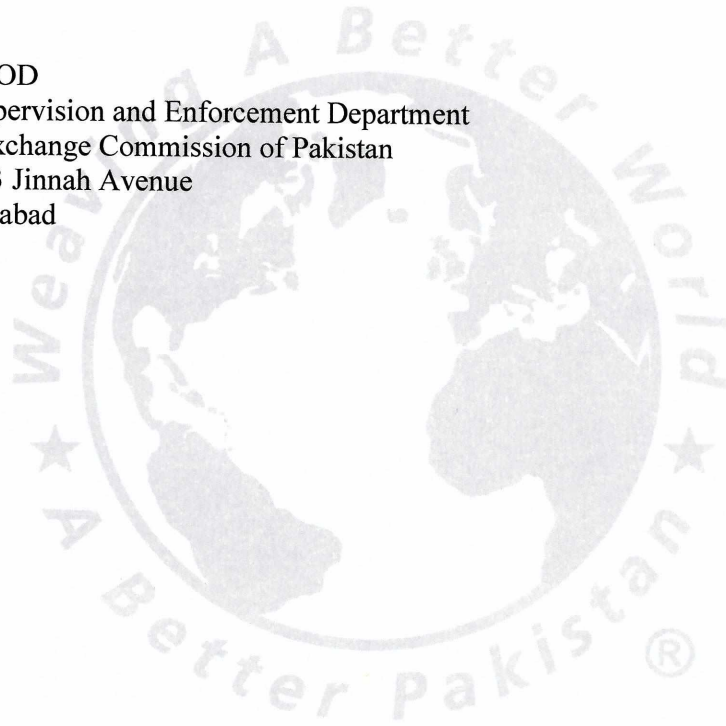 OD
pervision and Enforcement Department
xchange Commission of Pakistan
3 Jinnah Avenue
abad
Weaving A Better World
★ A Better Pakistan ★
®